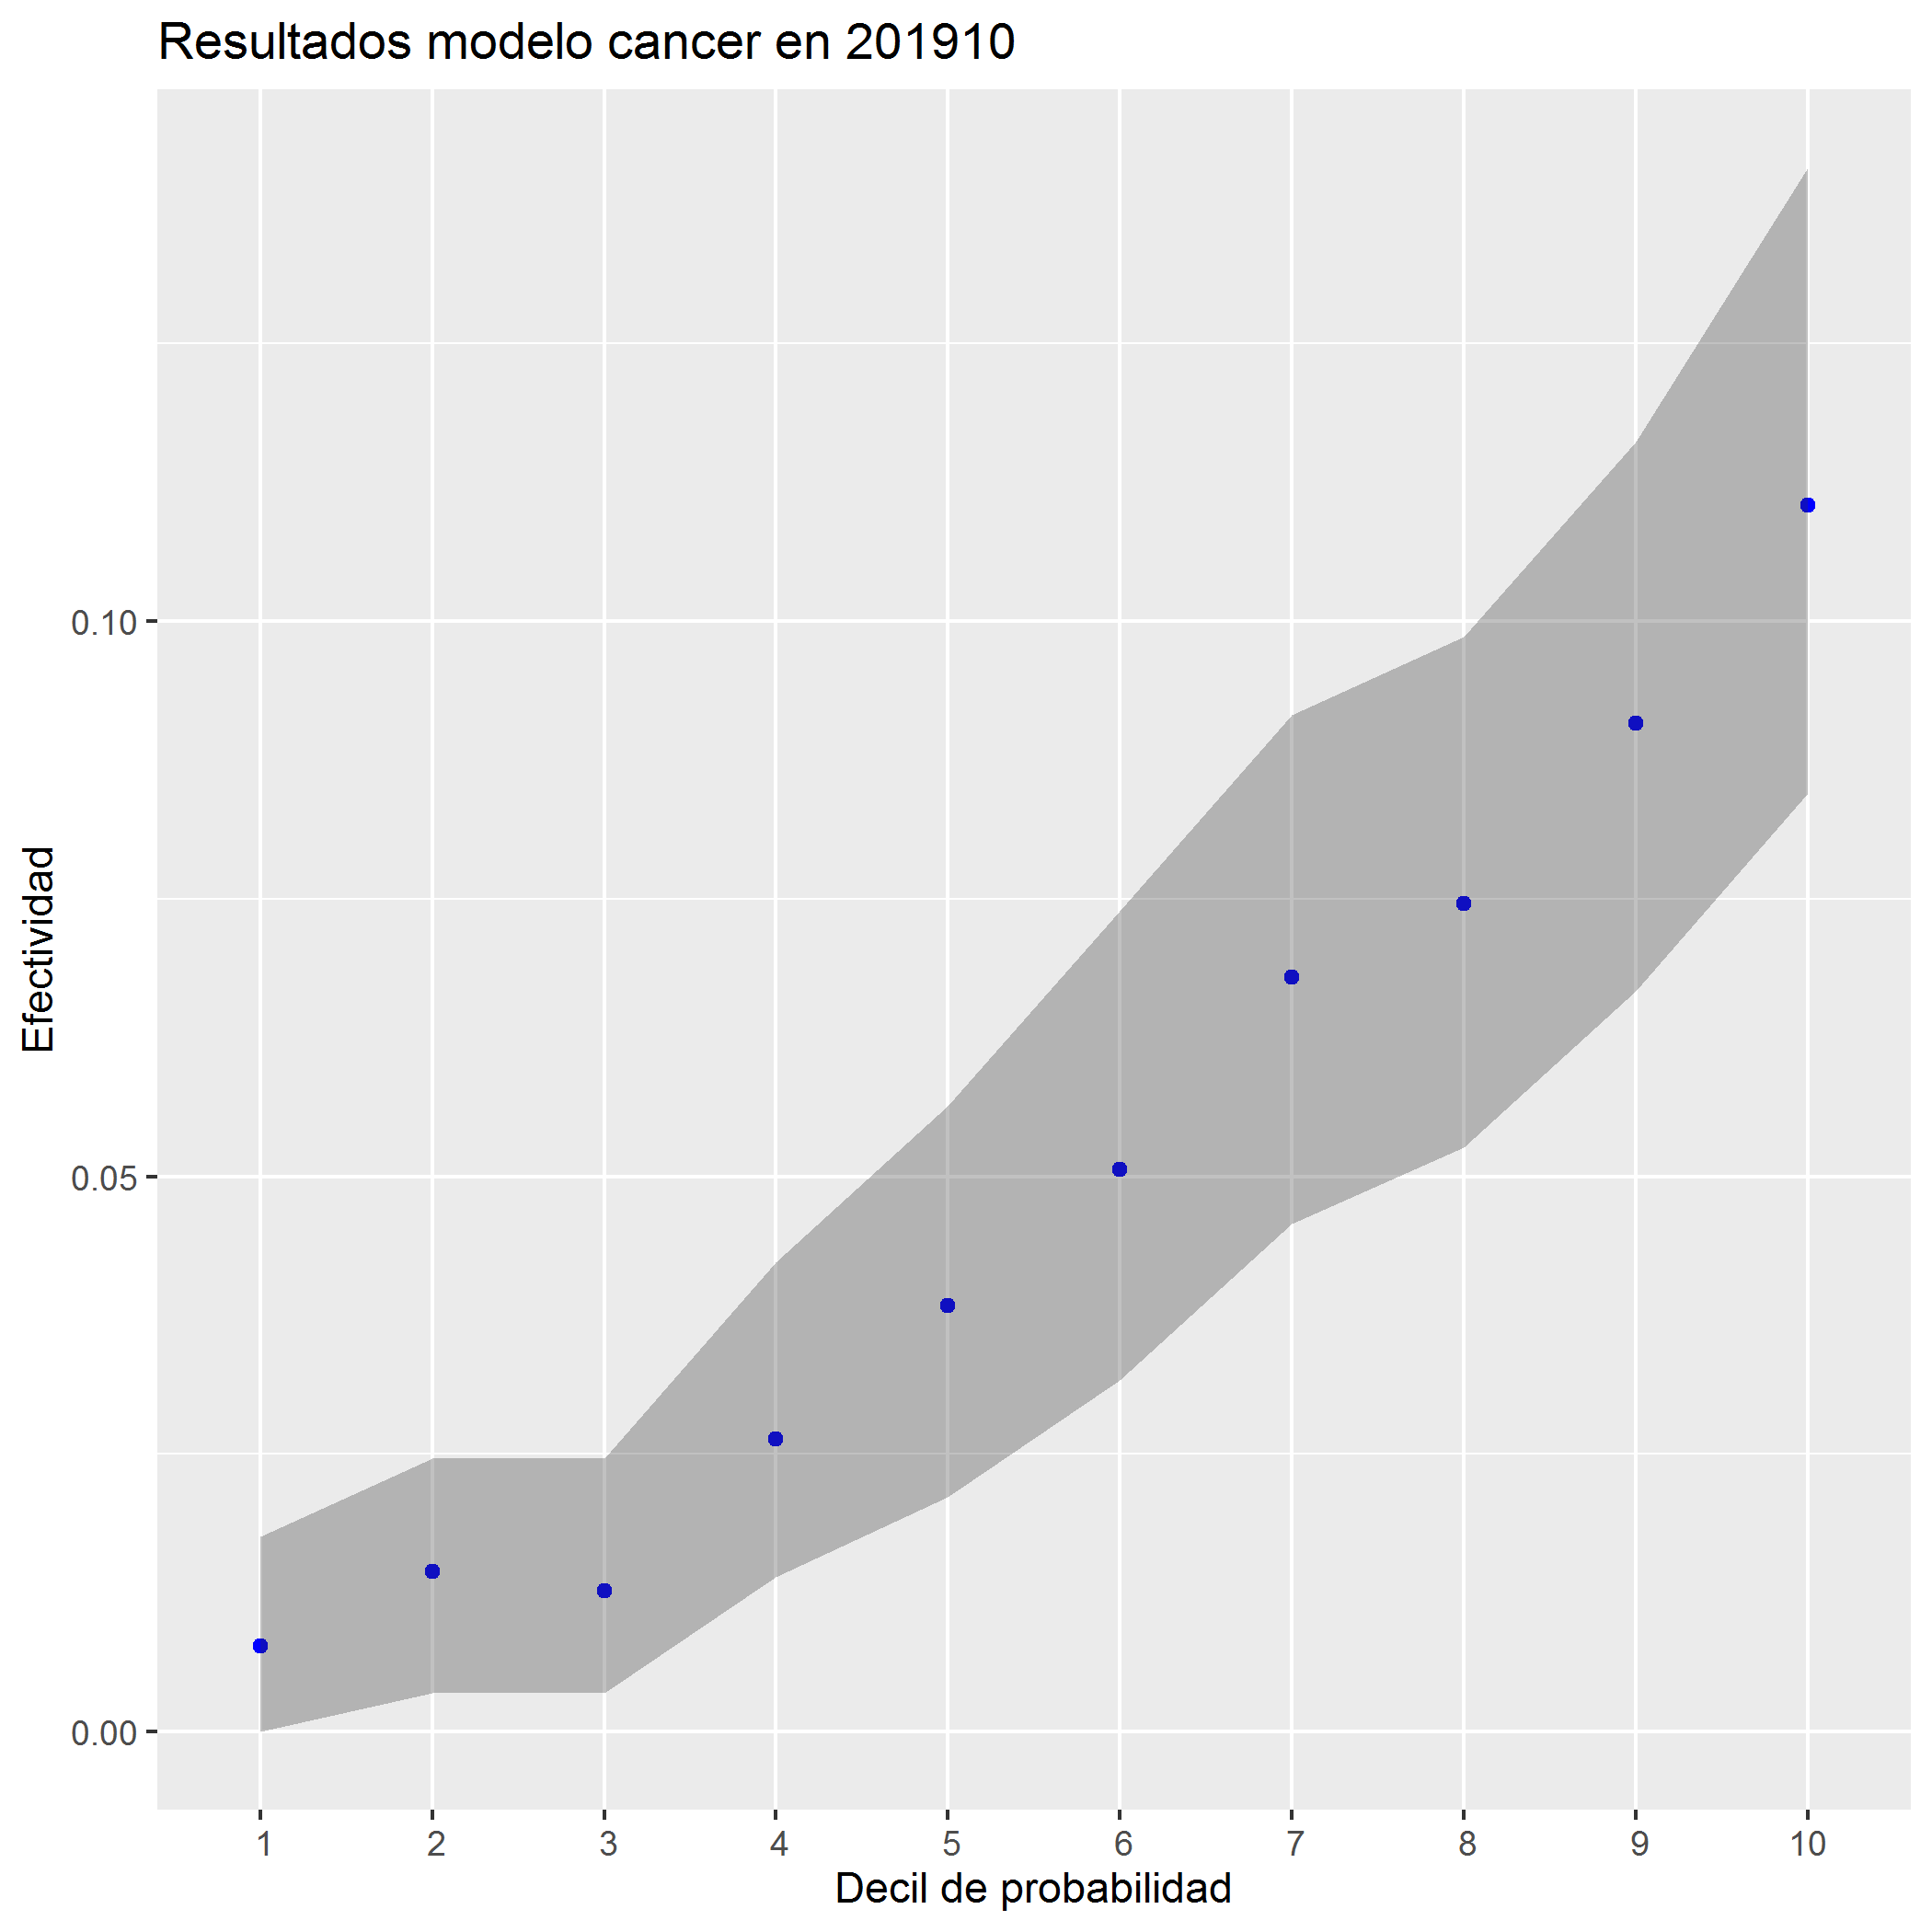 Resultados modelo cancer en 201910
Efectividad
0.10
0.05
0.00
1 2 3 4 5 6 7 8 9 10
Decil de probabilidad